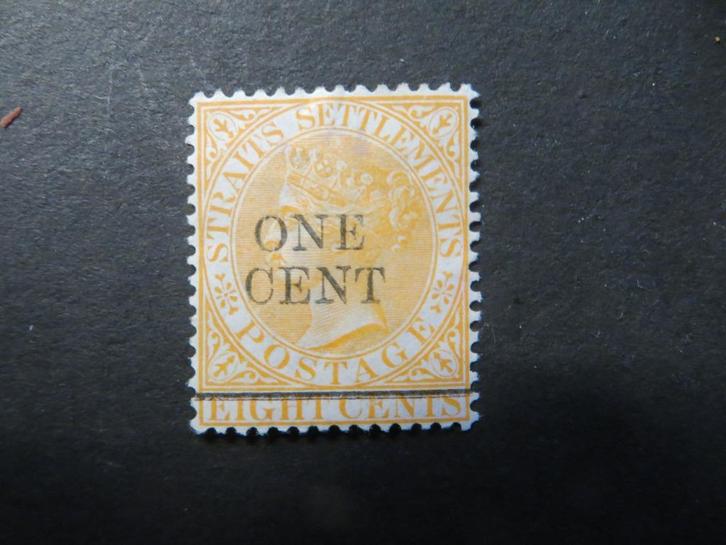 STRAITS SETTLEMENTS
ONE
CENT
POSTAGE
EIGHT CENTS